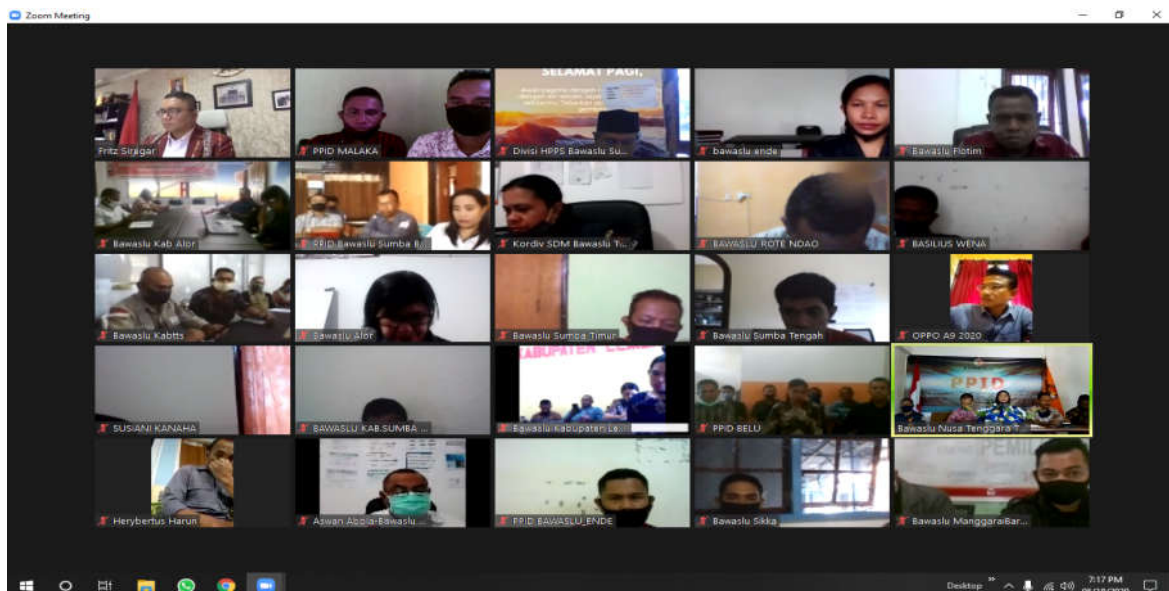 Zoom Meeting
SELAMAT PAGI,
Fritz Siregar
PPID MALAKA
Divisi HPPS Bawaslu Su...
bawaslu ende
Bawaslu Flotim
Bawaslu Kab Alor
PPID Bawaslu Sumba B...
Kordiv SDM Bawaslu T...
BAWASLU ROTE NDAO
BASILIUS WENA
Bawaslu Kabtts
Bawaslu Alor
Bawaslu Sumba Timur
Bawaslu Sumba Tengah
OPPO A9 2020
KABUPATEN
PPID
SUSIANI KANAHA
BAWASLU KAB.SUMBA ...
Bawaslu Kabupaten Le...
PPID BELU
Bawaslu Nusa Tenggara T...
Herybertus Harun
Aswan Abola-Bawaslu ...
PPID BAWASLU ENDE
Bawaslu Sikka
Bawaslu ManggaraiBar...
Desktop
7:17 PM